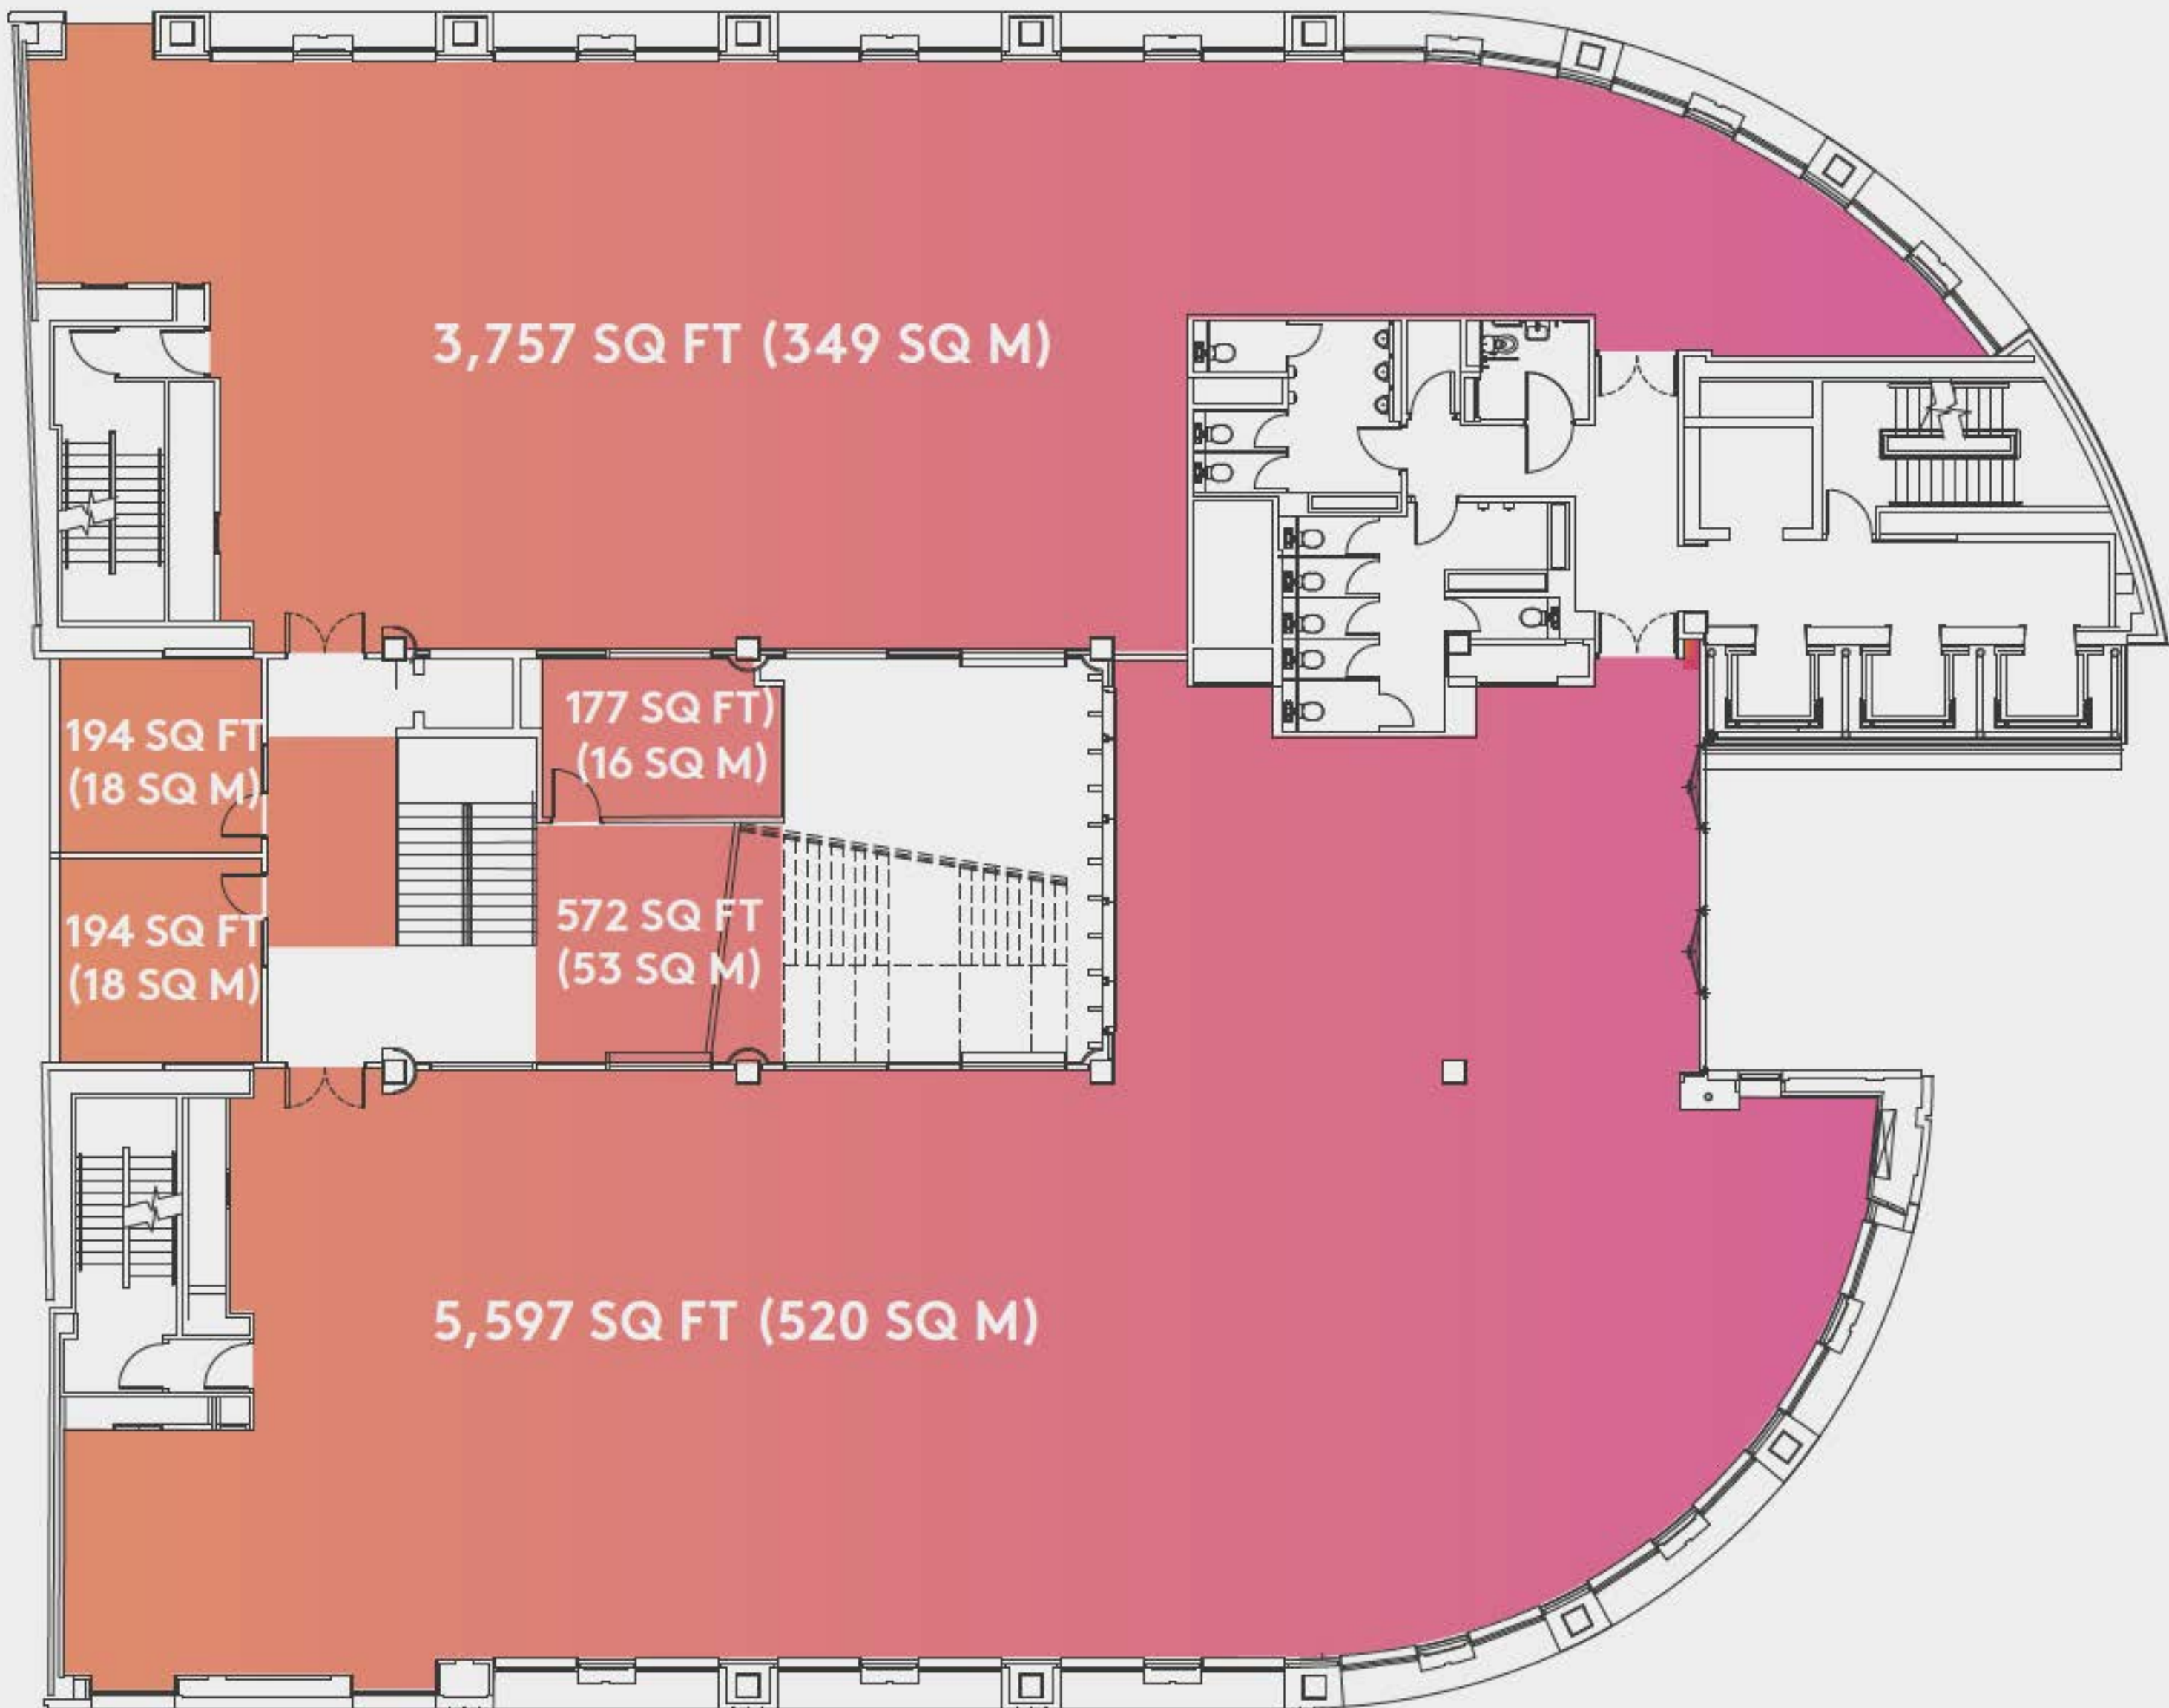 3,757 SQ FT (349 SQ M)
177 SQ FT)
(16 SQ M)
194 SQ FT
(18 SQ M)
572 SQ FT
(53 SQ M)
194 SQ FT
(18 SQ M)
5,597 SQ FT (520 SQ M)